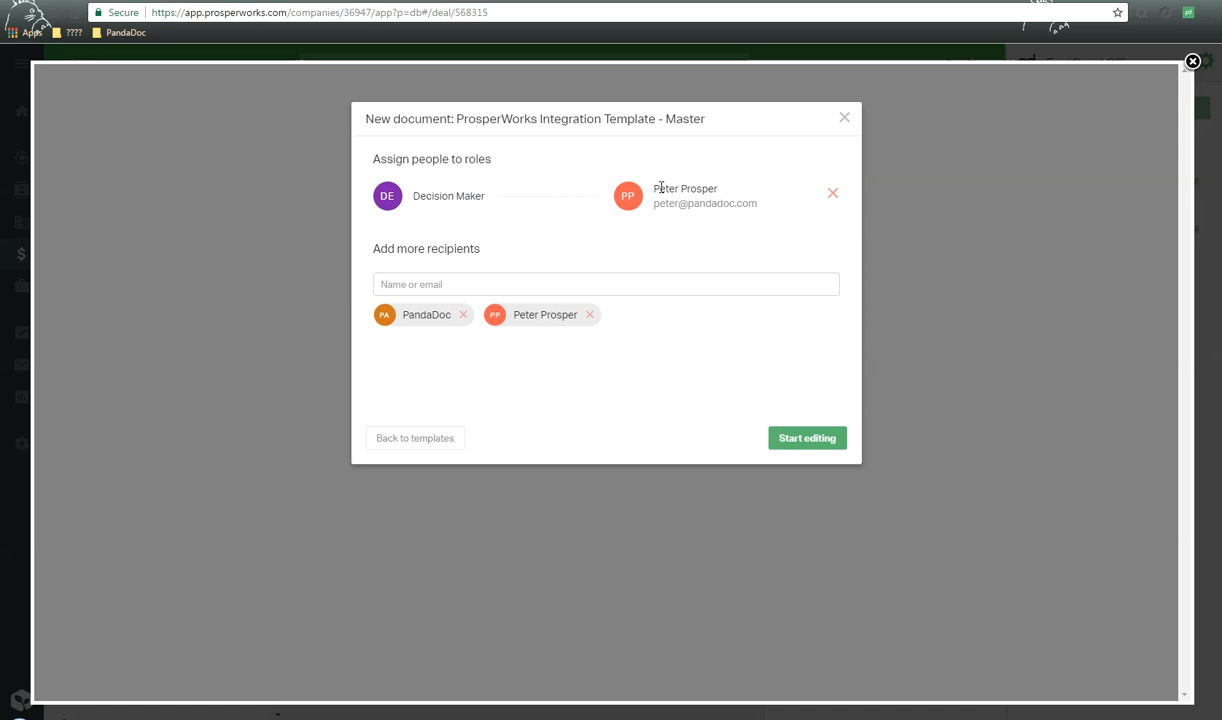 Secure https://app.prosperworks.com/companies/36947/app?p=db#/deal/568315
Apps ???? PandaDoc
New document: ProsperWorks Integration Template - Master
Assign people to roles
DE Decision Maker PP Peter Prosper
peter@pandadoc.com
Add more recipients
Name or email
PA PandaDoc PP Peter Prosper
Back to templates Start editing